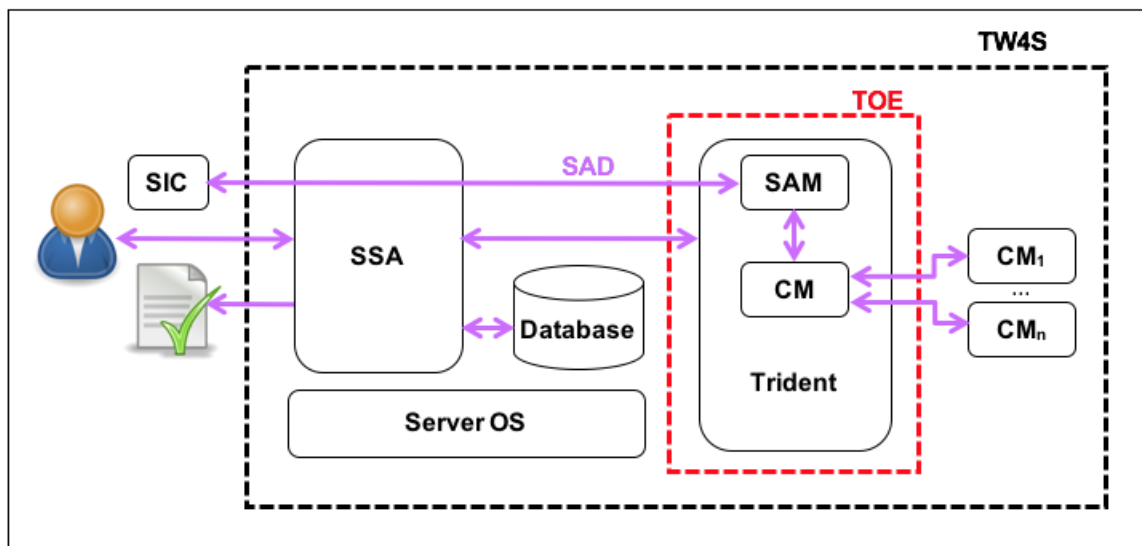 TW4S
TOE
SIC
SAD
SAM
SSA
CM
CM₁
...
CMₙ
Database
Trident
Server OS